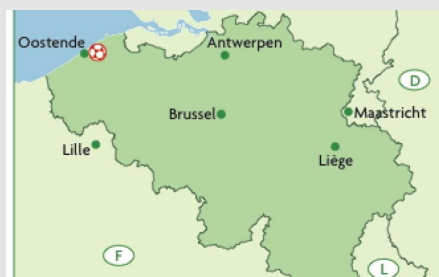 Oostende
Antwerpen
D
Brussel
Maastricht
Lille
Liège
F
L